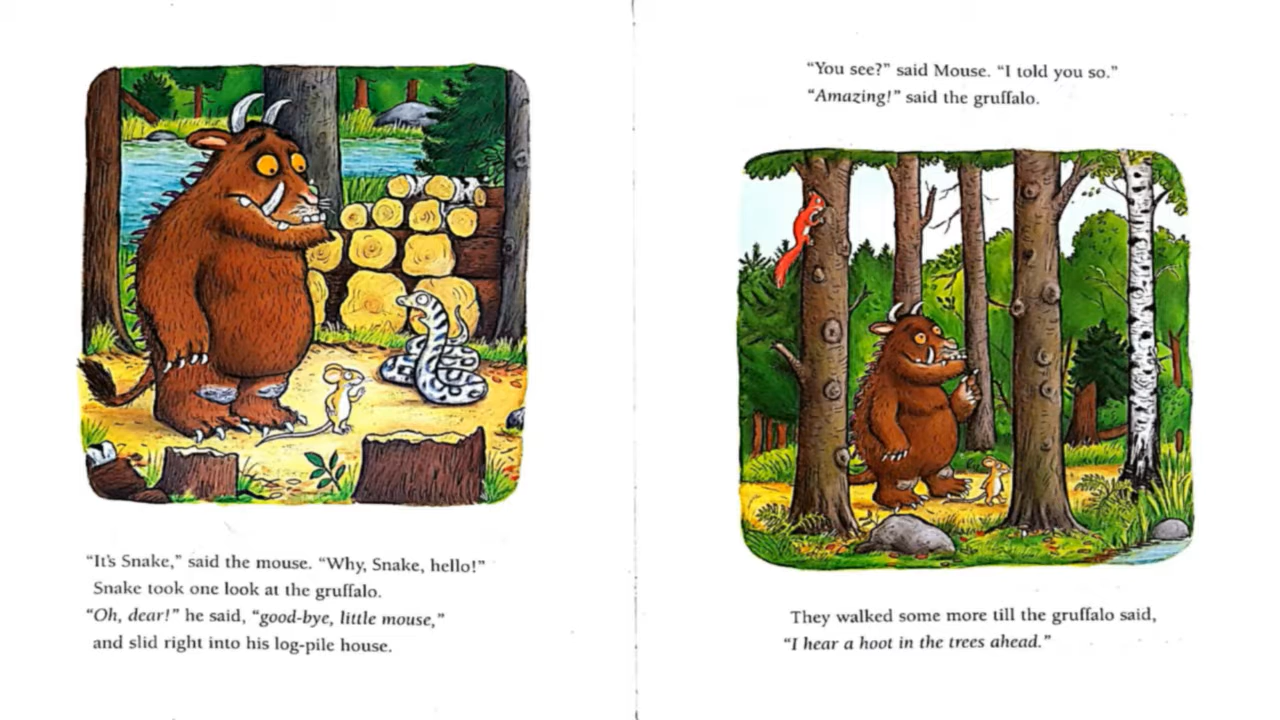 “It’s Snake,” said the mouse. “Why, Snake, hello!”
Snake took one look at the gruffalo.
“Oh, dear!” he said, “good-bye, little mouse,”
and slid right into his log-pile house.
“You see?” said Mouse. “I told you so.”
“Amazing!” said the gruffalo.
They walked some more till the gruffalo said,
“I hear a hoot in the trees ahead.”